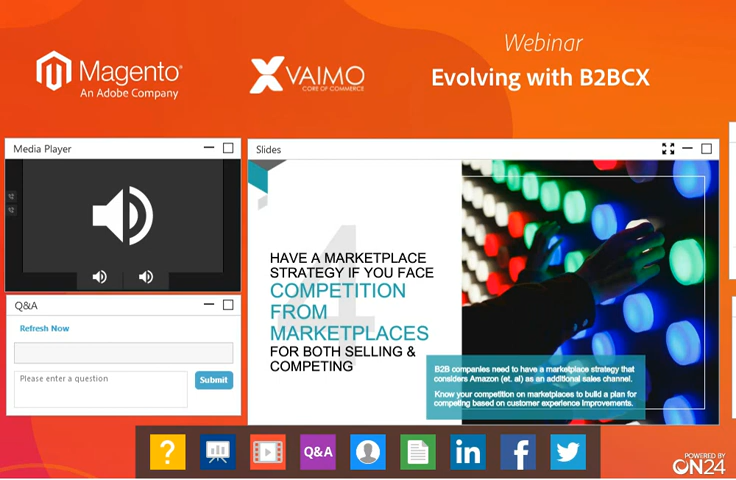 Webinar
Magento®
An Adobe Company
VAIMO
CORE OF COMMERCE
Evolving with B2BCX
Media Player
Slides
4
HAVE A MARKETPLACE
STRATEGY IF YOU FACE
COMPETITION
FROM
MARKETPLACES
FOR BOTH SELLING &
COMPETING
B2B companies need to have a marketplace strategy that
considers Amazon (et. al) as an additional sales channel.
Know your competition on marketplaces to build a plan for
competing based on customer experience improvements.
Q&A
Refresh Now
Please enter a question
Submit
?
Q&A
in
f
POWERED BY
ON24